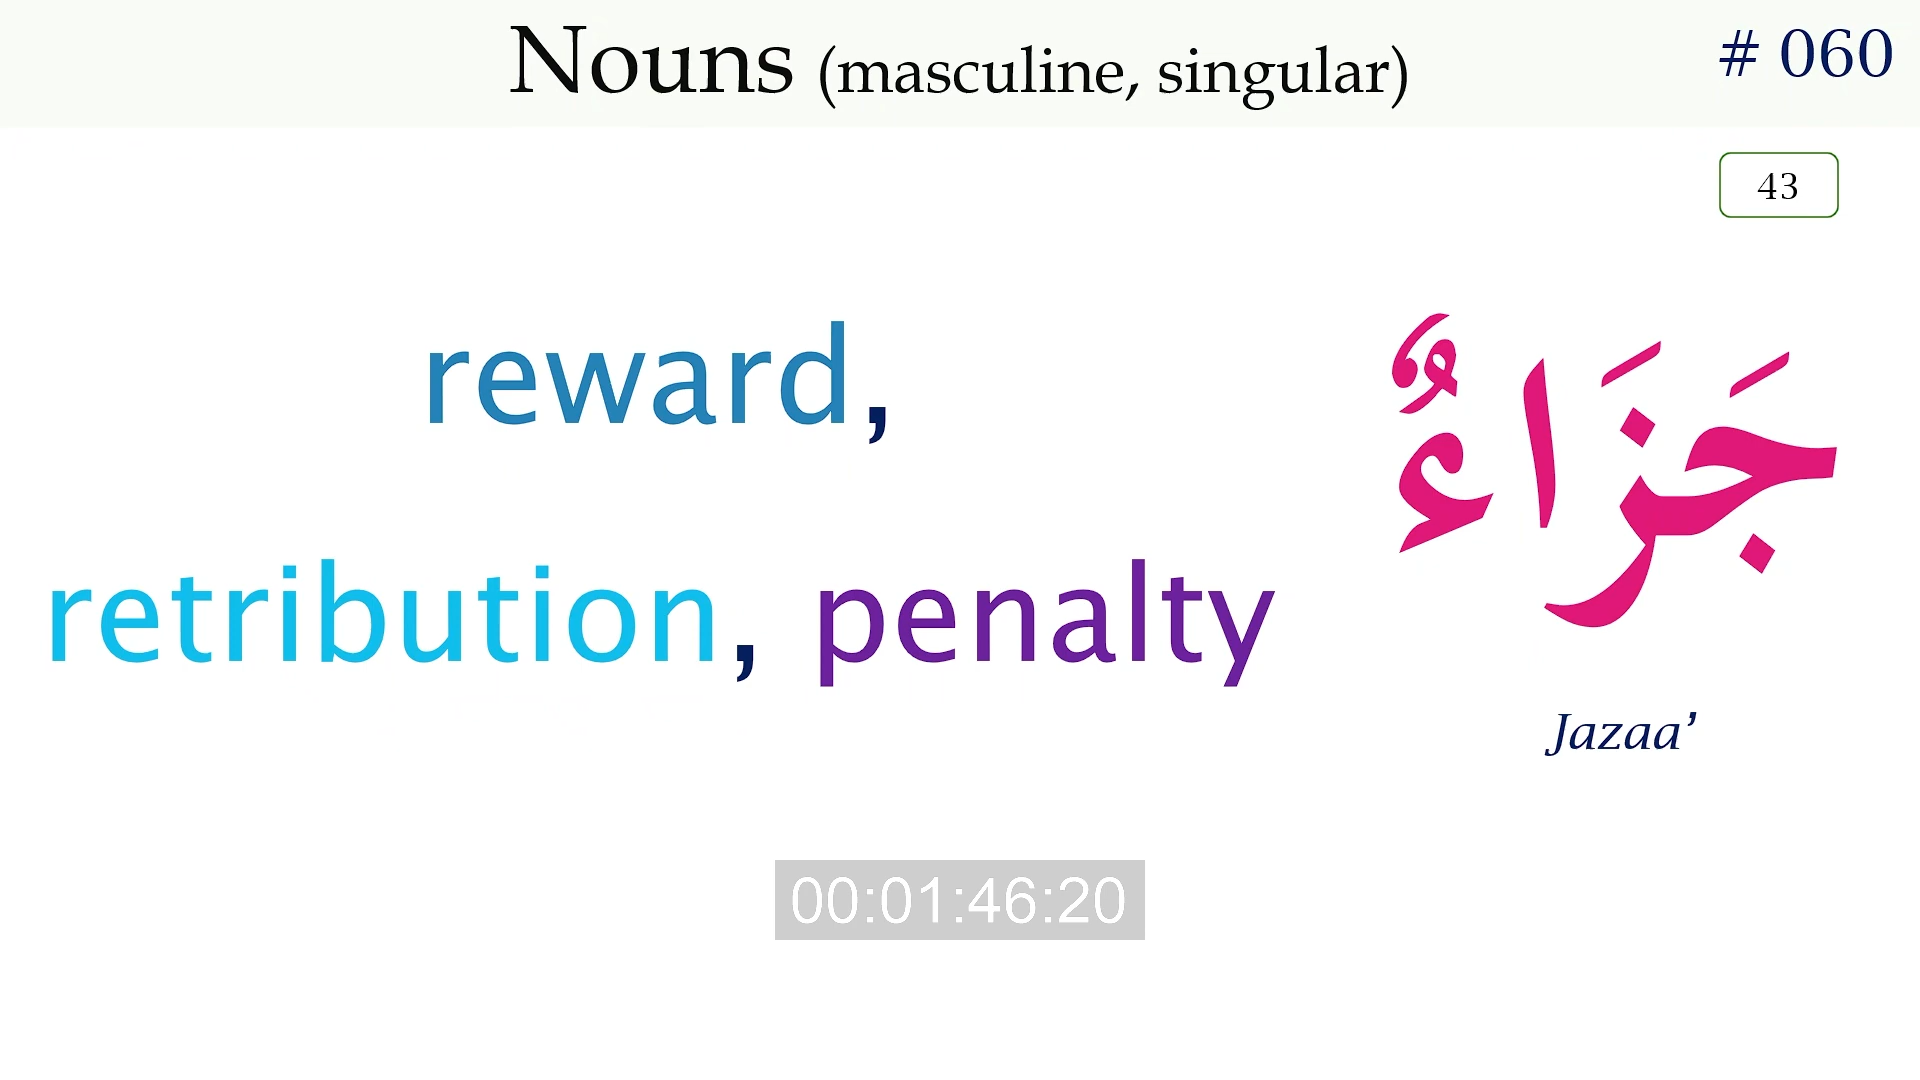 Nouns (masculine, singular)
# 060
43
reward,
retribution, penalty
جَزَاءٌ
Jazaa’
00:01:46:20